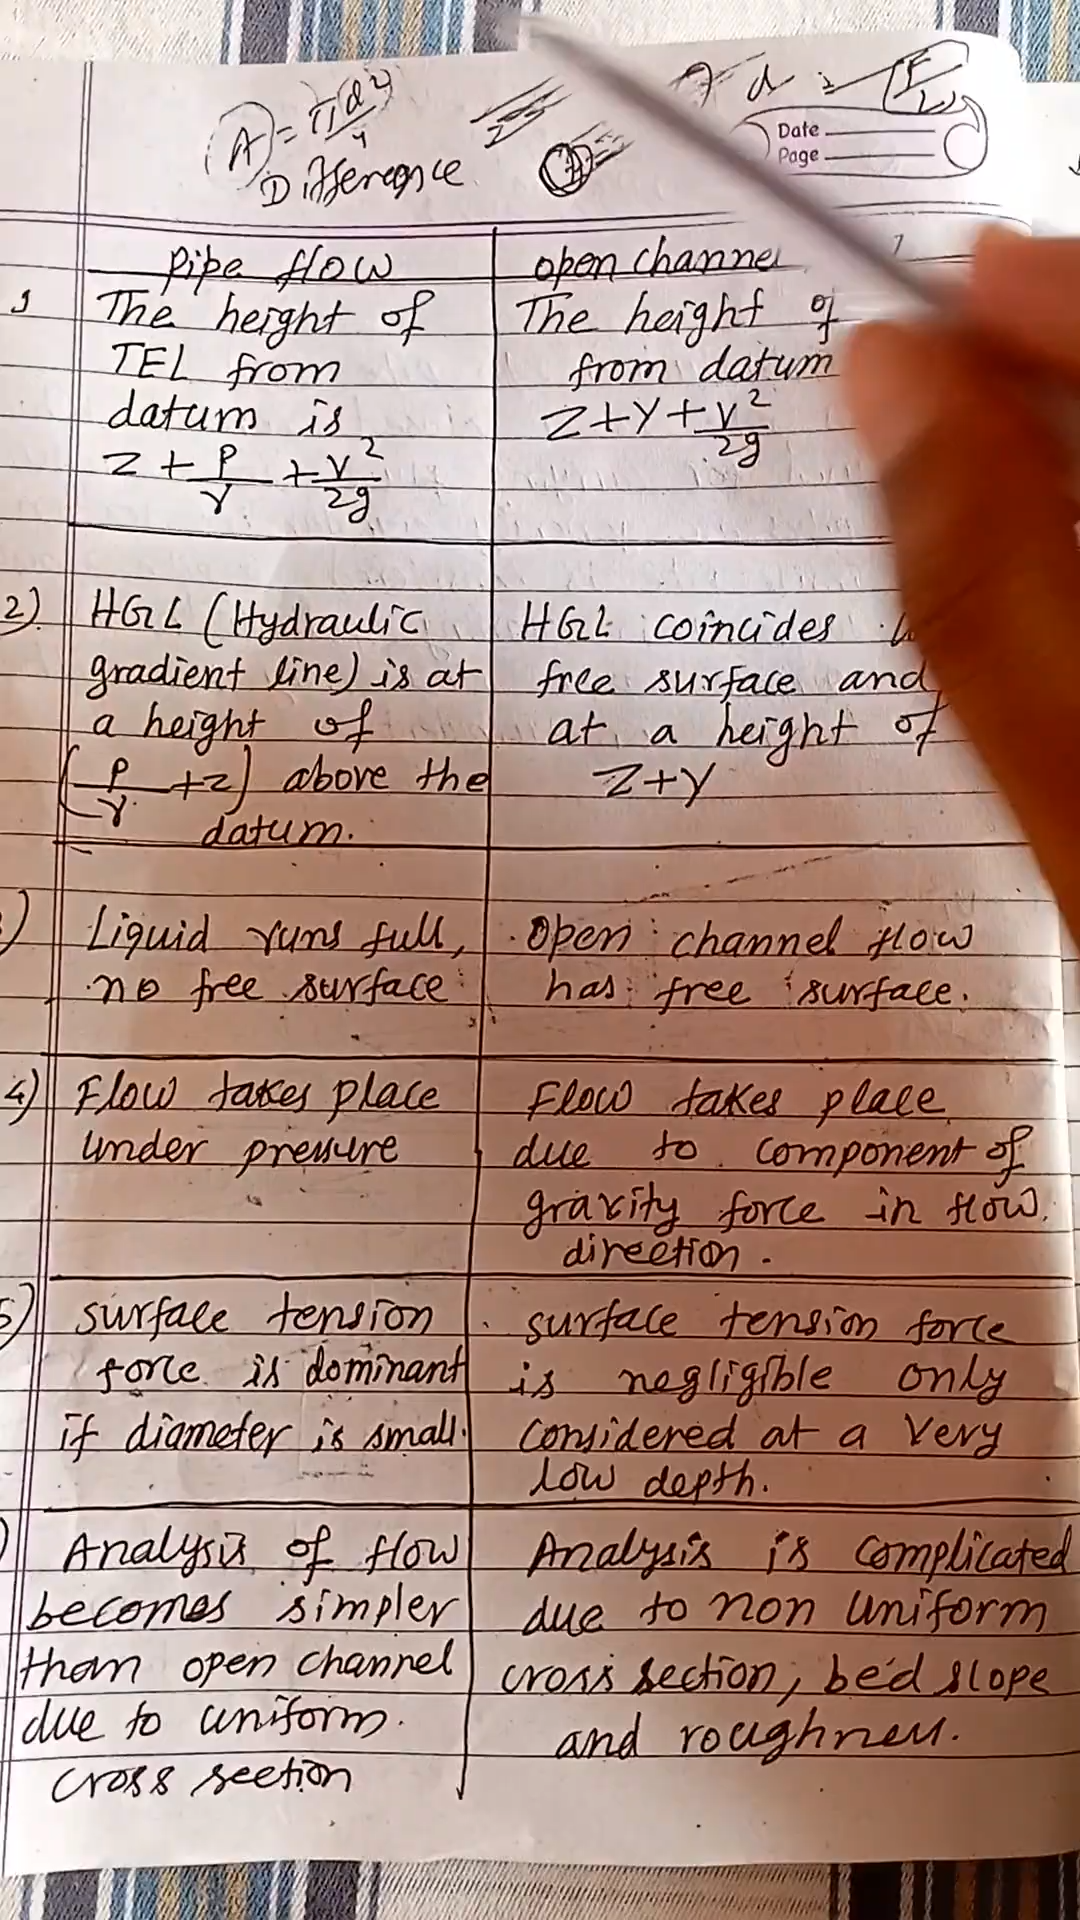 A = πd²/4
Date
Page
Difference
pipe flow
open channe
1
The height of
TEL from
datum is
z + p/γ + v²/2g
The height of
from datum
Z+Y+ v²/2g
2)
HGL (Hydraulic
gradient line) is at
a height of
(p/γ +z) above the
datum.
HGL coincides
free surface and
at a height of
Z+Y
)
Liquid runs full,
no free surface
open channel flow
has free surface.
4)
Flow takes place
under pressure
Flow takes place
due to component of
gravity force in flow
direction.
5)
surface tension
force is dominant
if diameter is small.
surface tension force
is negligible only
considered at a very
low depth.
)
Analysis of flow
becomes simpler
than open channel
due to uniform.
cross section
Analysis is complicated
due to non uniform
cross section, bed slope
and roughness.